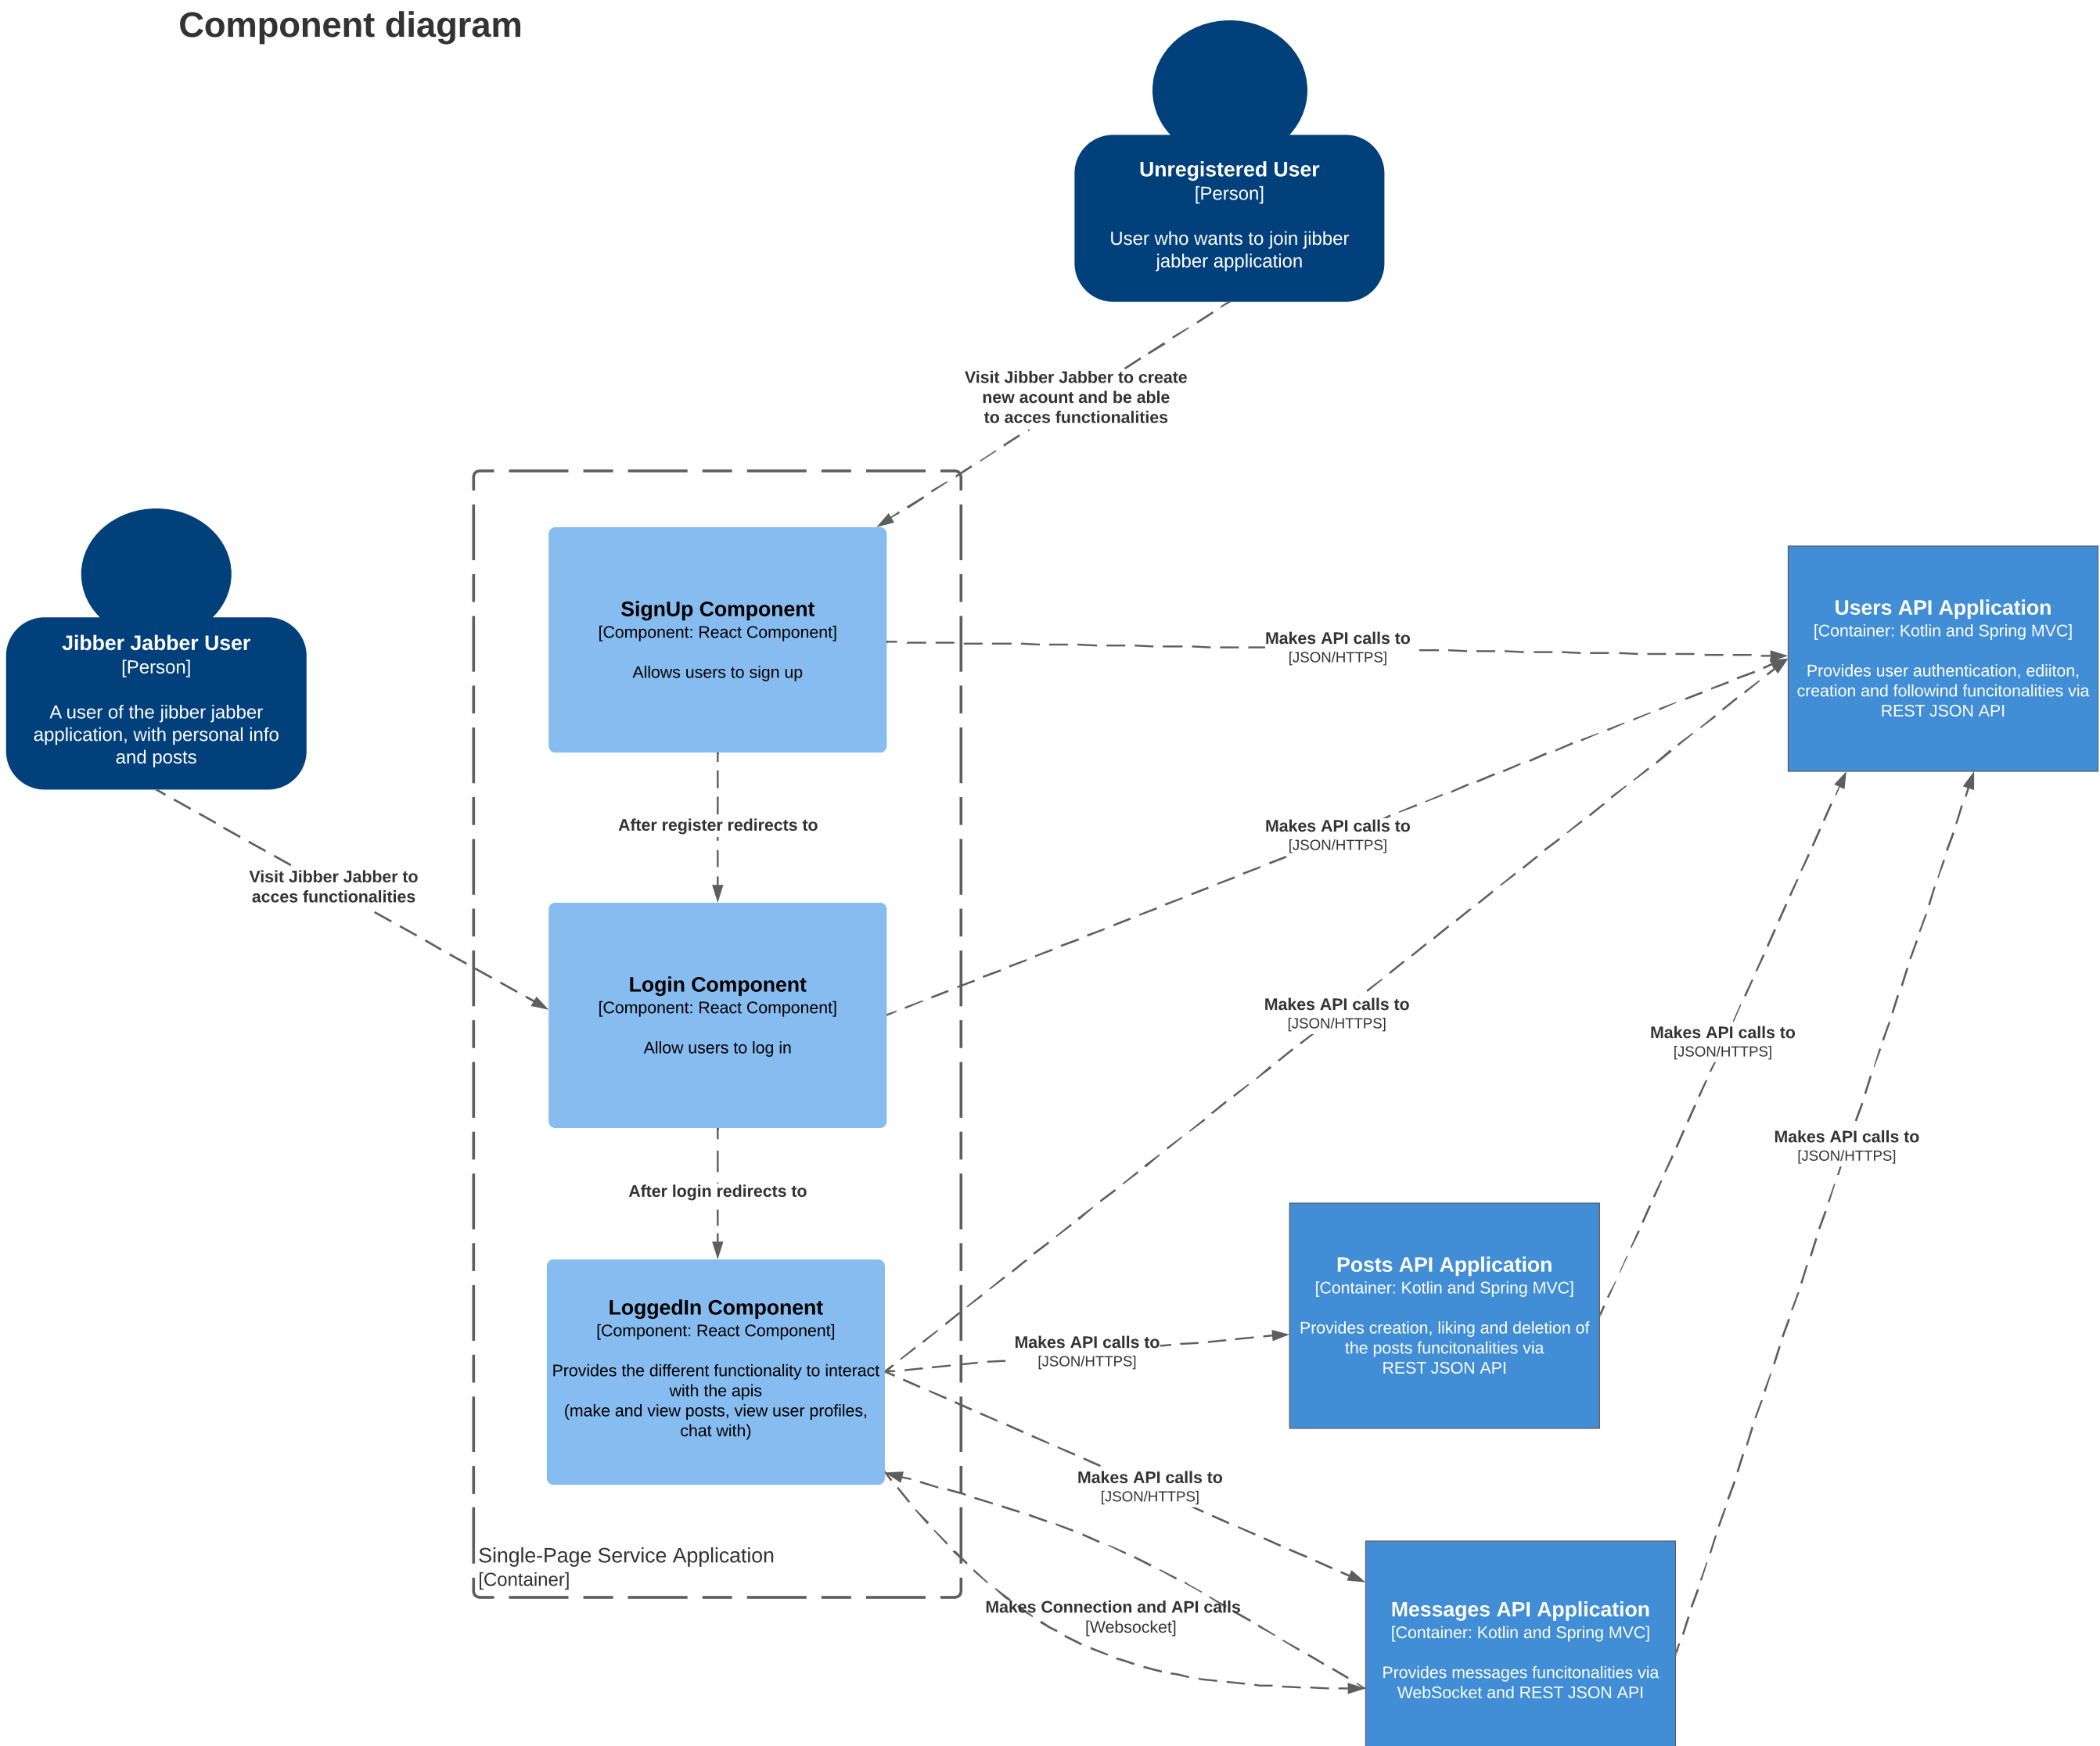 Component diagram
Unregistered User
[Person]
User who wants to join jibber
jabber application
Visit Jibber Jabber to create
new acount and be able
to acces functionalities
Jibber Jabber User
[Person]
A user of the jibber jabber
application, with personal info
and posts
Visit Jibber Jabber to
acces functionalities
SignUp Component
[Component: React Component]
Allows users to sign up
After register redirects to
Login Component
[Component: React Component]
Allow users to log in
After login redirects to
LoggedIn Component
[Component: React Component]
Provides the different functionality to interact
with the apis
(make and view posts, view user profiles,
chat with)
Single-Page Service Application
[Container]
Makes API calls to
[JSON/HTTPS]
Makes API calls to
[JSON/HTTPS]
Makes API calls to
[JSON/HTTPS]
Makes API calls to
[JSON/HTTPS]
Makes API calls to
[JSON/HTTPS]
Makes Connection and API calls
[Websocket]
Users API Application
[Container: Kotlin and Spring MVC]
Provides user authentication, ediiton,
creation and followind funcitonalities via
REST JSON API
Makes API calls to
[JSON/HTTPS]
Makes API calls to
[JSON/HTTPS]
Posts API Application
[Container: Kotlin and Spring MVC]
Provides creation, liking and deletion of
the posts funcitonalities via
REST JSON API
Messages API Application
[Container: Kotlin and Spring MVC]
Provides messages funcitonalities via
WebSocket and REST JSON API